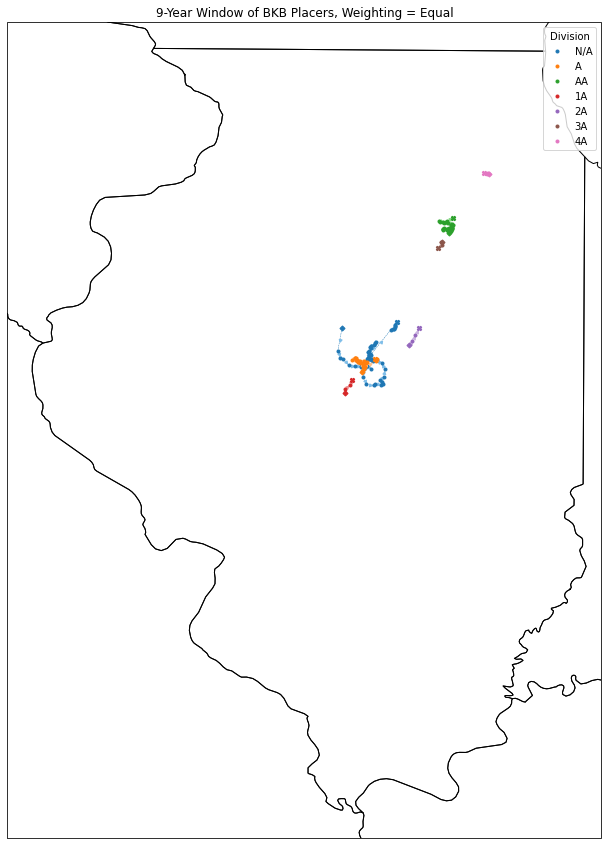 9-Year Window of BKB Placers, Weighting = Equal
Division
N/A
A
AA
1A
2A
3A
4A